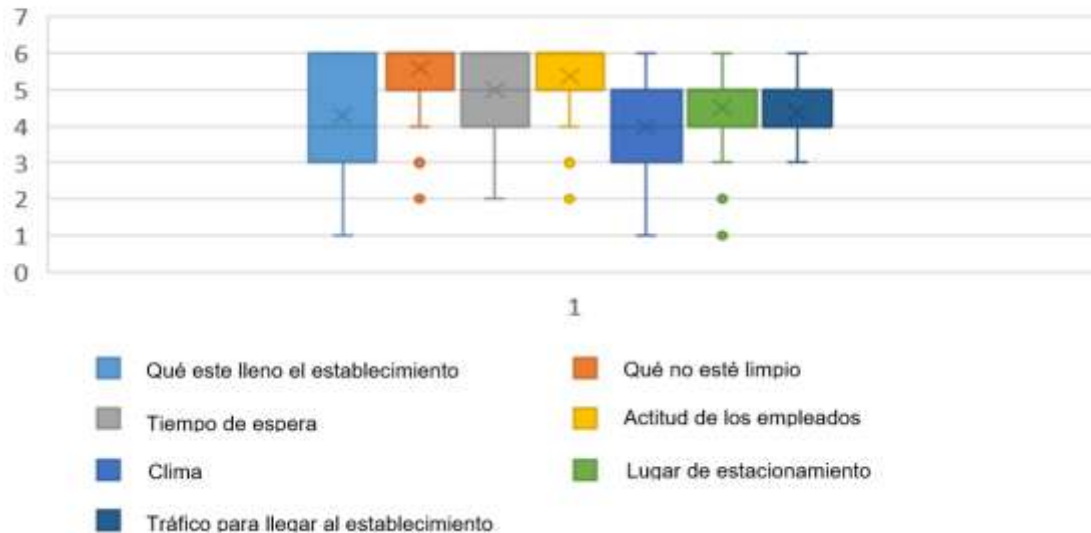 7
6
5
4
3
2
1
0
1
Qué este lleno el establecimiento
Qué no esté limpio
Tiempo de espera
Actitud de los empleados
Clima
Lugar de estacionamiento
Tráfico para llegar al establecimiento